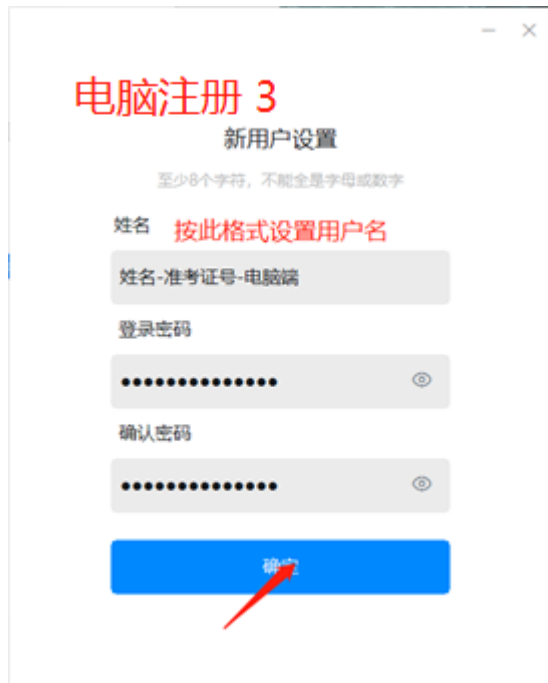 电脑注册 3
新用户设置
至少8个字符，不能全是字母或数字
姓名 按此格式设置用户名
姓名-准考证号-电脑端
登录密码
••••••••••••••
确认密码
••••••••••••••
确定